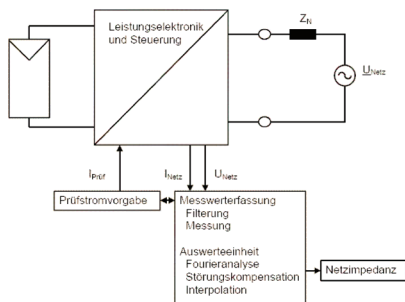 Leistungselektronik
und Steuerung
Z_N
U_Netz
I_Prüf
I_Netz
U_Netz
Prüfstromvorgabe
Messwerterfassung
Filterung
Messung
Auswerteeinheit
Fourieranalyse
Störungskompensation
Interpolation
Netzimpedanz